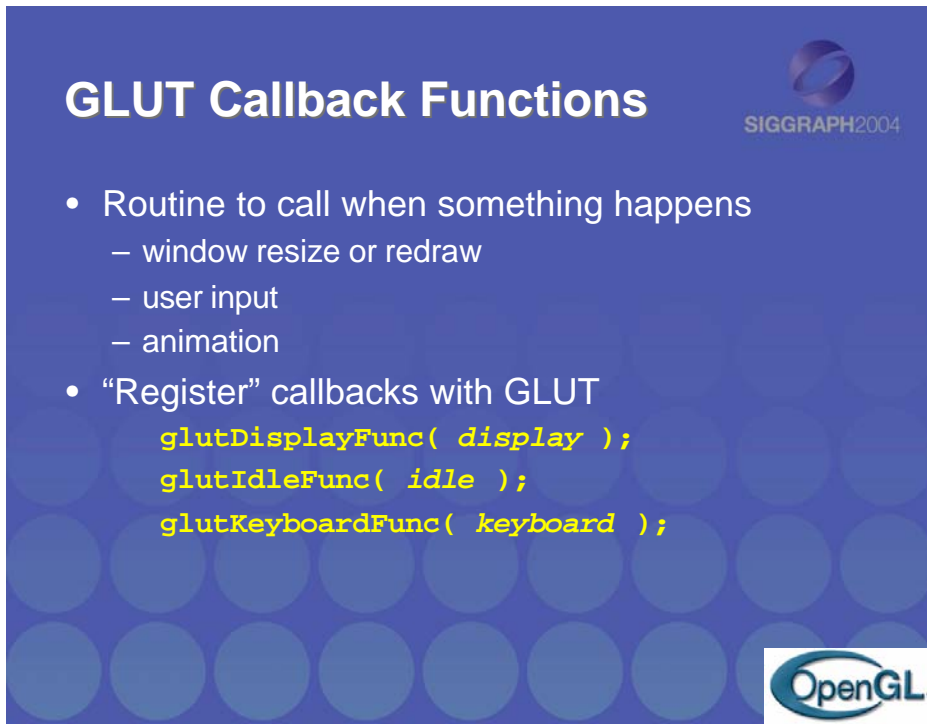 GLUT Callback Functions
SIGGRAPH2004
• Routine to call when something happens
– window resize or redraw
– user input
– animation
• “Register” callbacks with GLUT
glutDisplayFunc( display );
glutIdleFunc( idle );
glutKeyboardFunc( keyboard );
OpenGL